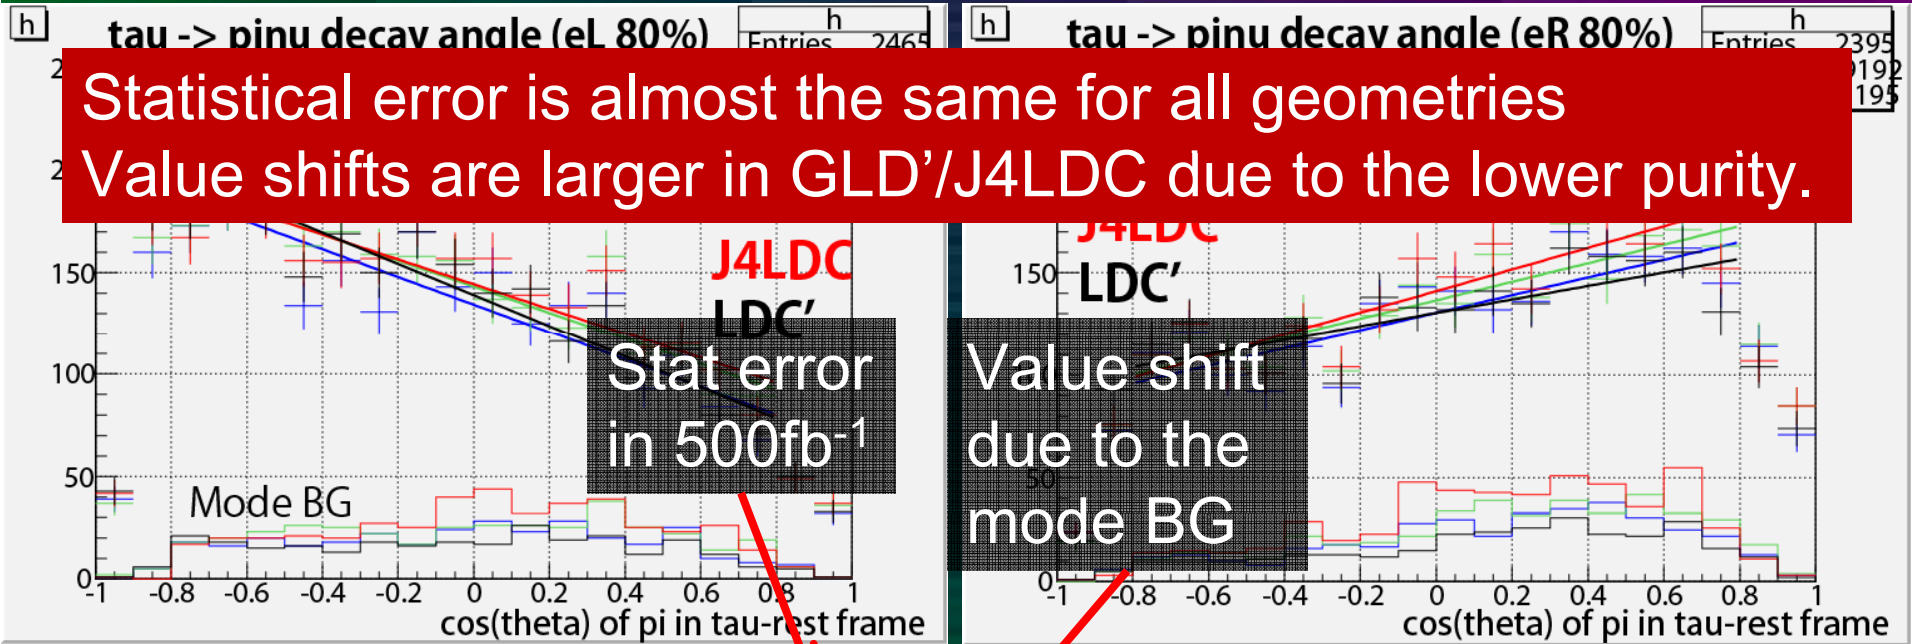 h
tau -> pinu decay angle (eL 80%)
h
Entries 2465
h
tau -> pinu decay angle (eR 80%)
h
Entries 2395
9192
195
Statistical error is almost the same for all geometries
Value shifts are larger in GLD’/J4LDC due to the lower purity.
J4LDC
LDC’
150
100
50
0
Mode BG
Stat error
in 500fb-1
-1 -0.8 -0.6 -0.4 -0.2 0 0.2 0.4 0.6 0.8 1
cos(theta) of pi in tau-rest frame
J4LDC
LDC’
150
50
0
Value shift
due to the
mode BG
-1 -0.8 -0.6 -0.4 -0.2 0 0.2 0.4 0.6 0.8 1
cos(theta) of pi in tau-rest frame